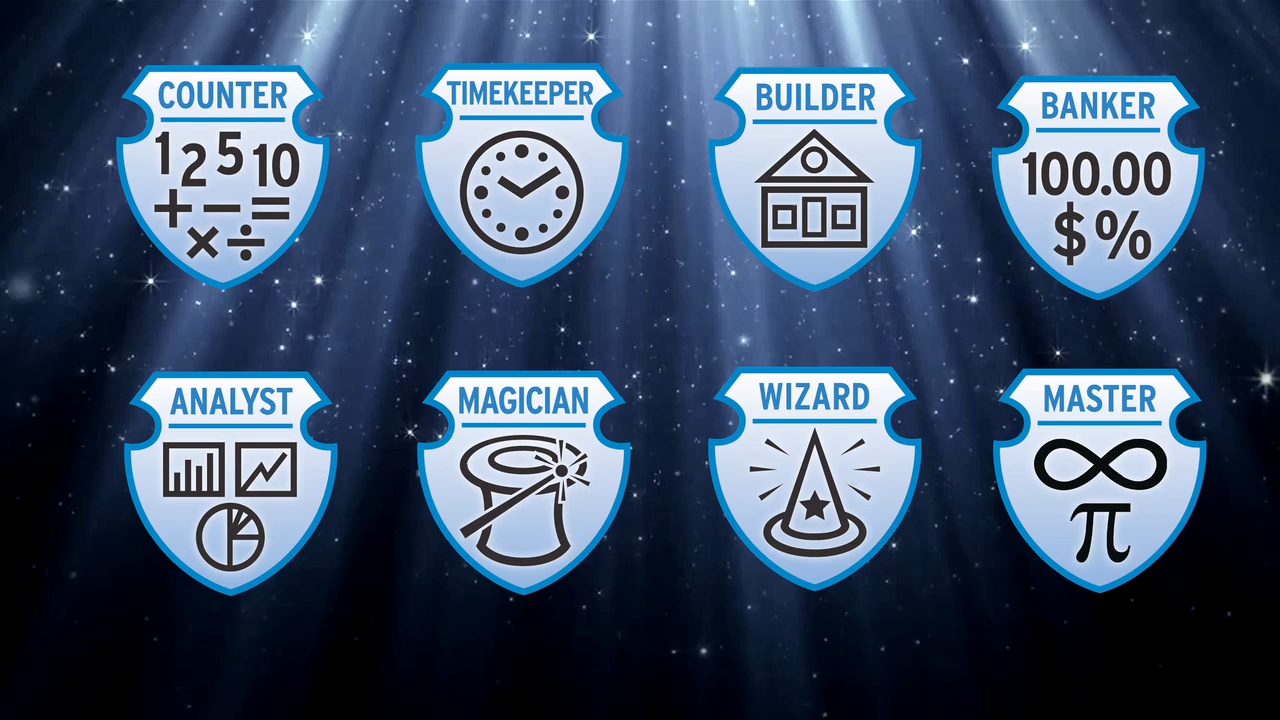 COUNTER
1 2 5 10
+ − =
× ÷
TIMEKEEPER
BUILDER
BANKER
100.00
$ %
ANALYST
MAGICIAN
WIZARD
MASTER
∞
π